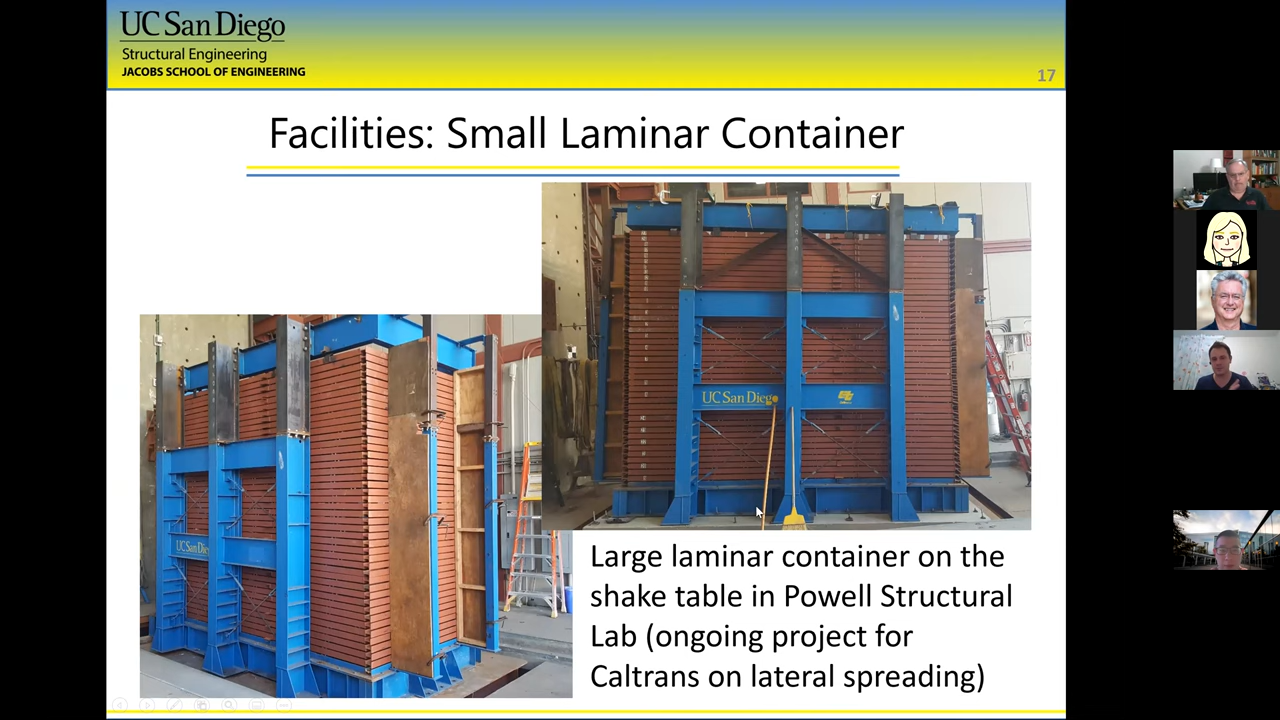 UC San Diego
Structural Engineering
JACOBS SCHOOL OF ENGINEERING
17
Facilities: Small Laminar Container
UC San Diego
UC San Dieg
Large laminar container on the
shake table in Powell Structural
Lab (ongoing project for
Caltrans on lateral spreading)